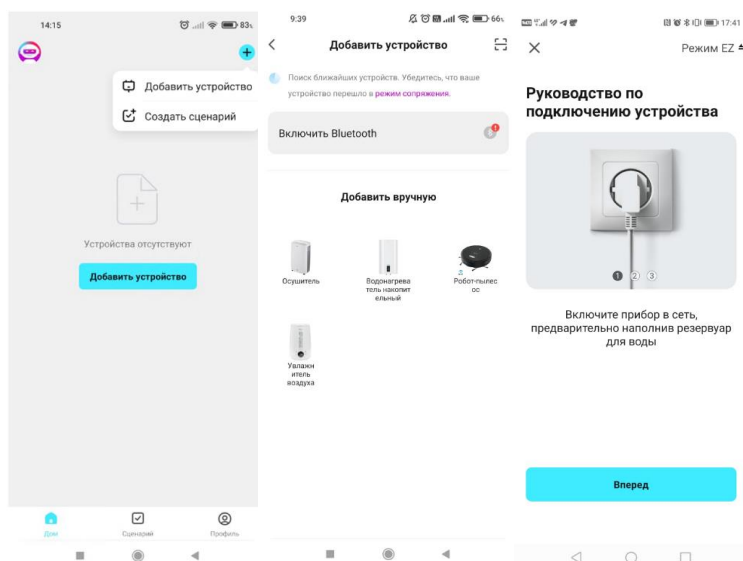 14:15
83%
Добавить устройство
Создать сценарий
Устройства отсутствуют
Добавить устройство
Дом
Сценарий
Профиль
9:39
66%
Добавить устройство
Поиск ближайших устройств. Убедитесь, что ваше
устройство перешло в режим сопряжения.
Включить Bluetooth
Добавить вручную
Осушитель
Водонагрева
тель накопит
ельный
Робот-пылес
ос
Увлажн
итель
воздуха
17:41
Режим EZ
Руководство по
подключению устройства
1 2 3
Включите прибор в сеть,
предварительно наполнив резервуар
для воды
Вперед